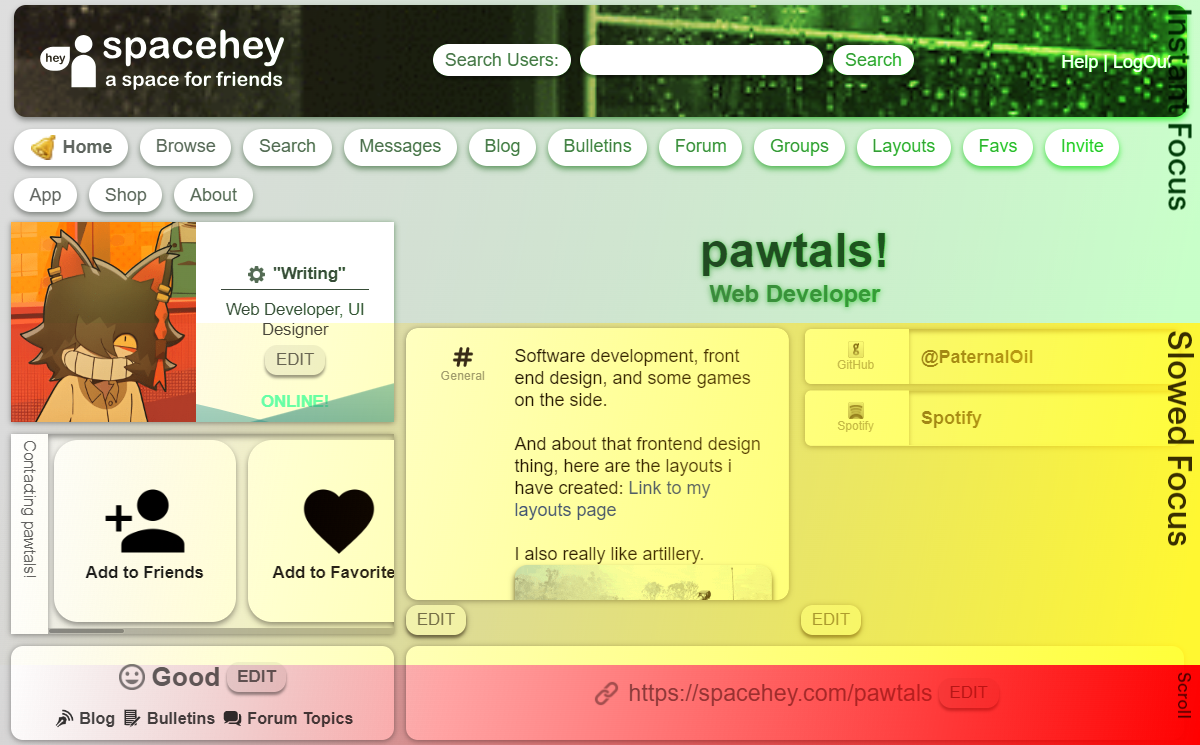 hey
spacehey
a space for friends
Search Users:
Search
Help | LogOut
Instant Focus
Home
Browse
Search
Messages
Blog
Bulletins
Forum
Groups
Layouts
Favs
Invite
App
Shop
About
"Writing"
Web Developer, UI
Designer
EDIT
ONLINE!
pawtals!
Web Developer
General
Software development, front
end design, and some games
on the side.
And about that frontend design
thing, here are the layouts i
have created: Link to my
layouts page
I also really like artillery.
EDIT
GitHub
@PaternalOil
Spotify
Spotify
EDIT
Slowed Focus
Contacting pawtals!
Add to Friends
Add to Favorite
Good
EDIT
Blog
Bulletins
Forum Topics
https://spacehey.com/pawtals
EDIT
Scroll